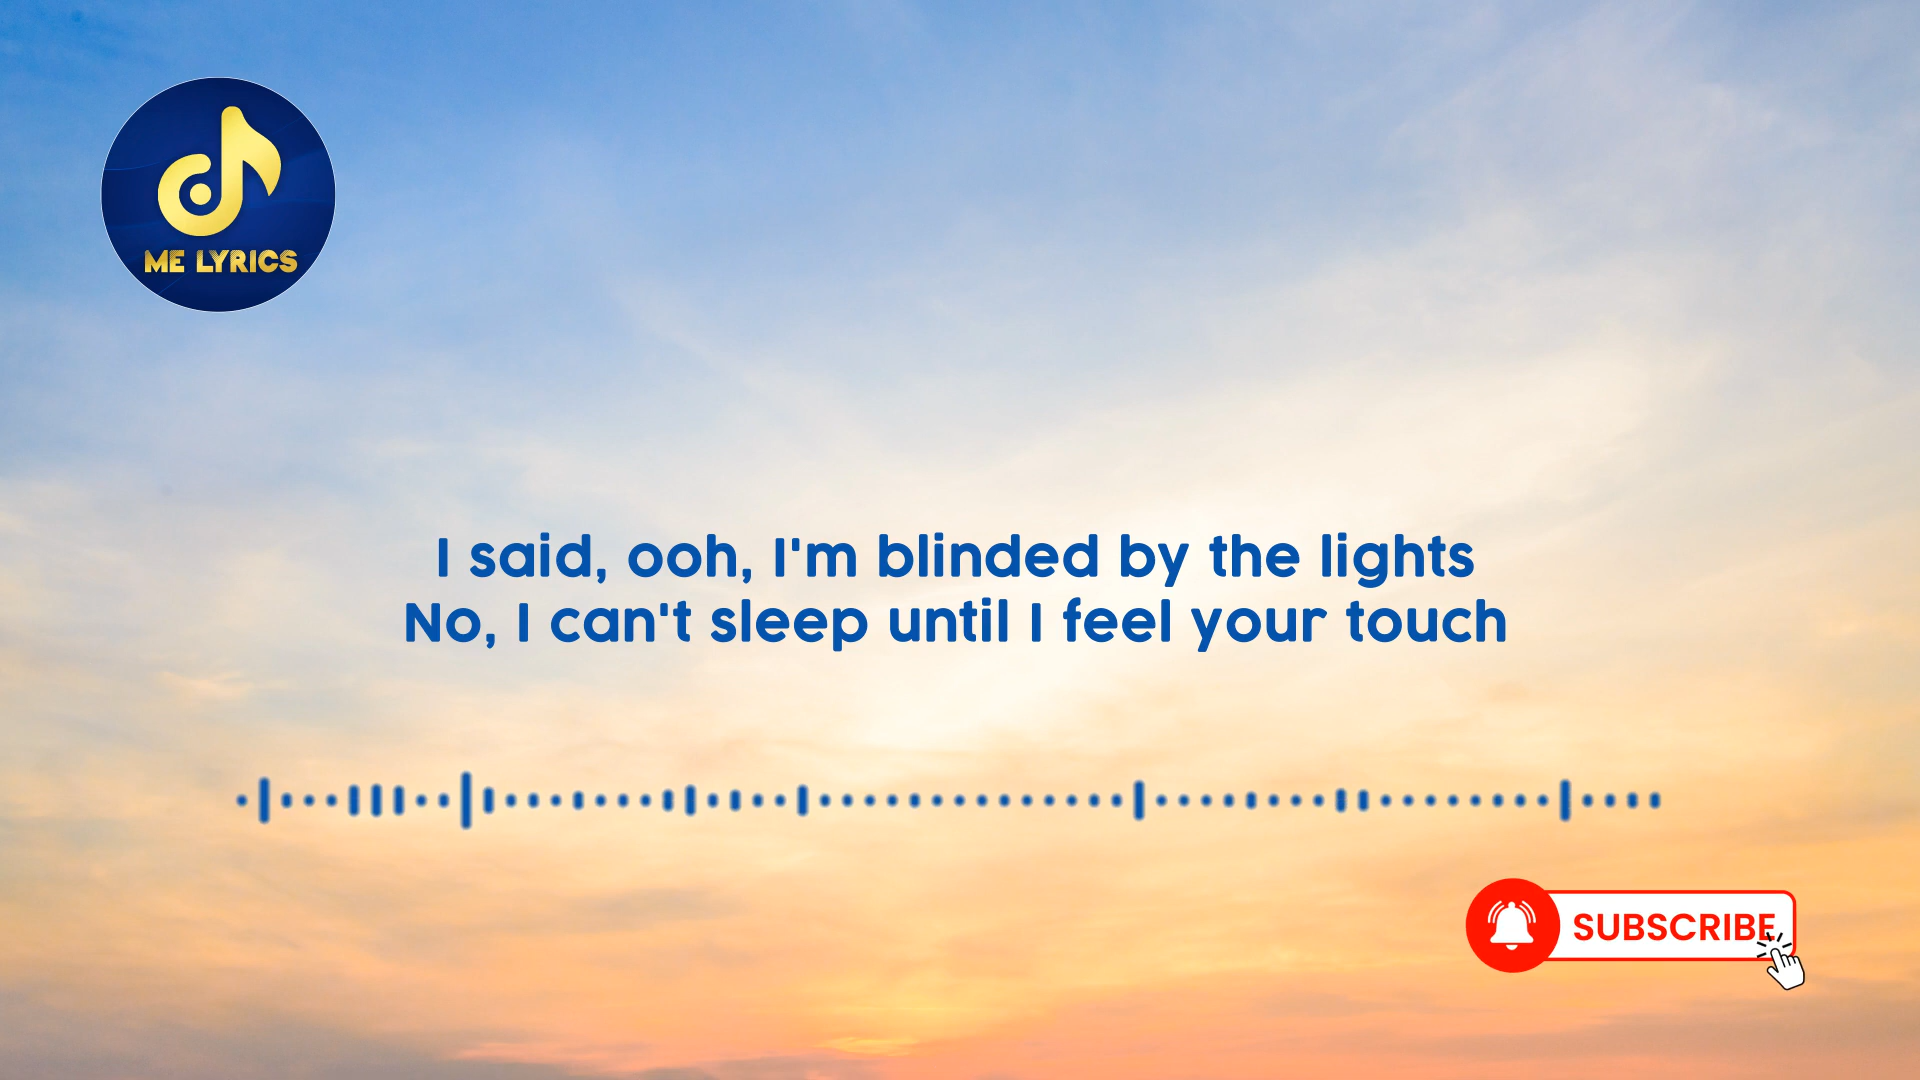 ME LYRICS
I said, ooh, I'm blinded by the lights
No, I can't sleep until I feel your touch
SUBSCRIBE